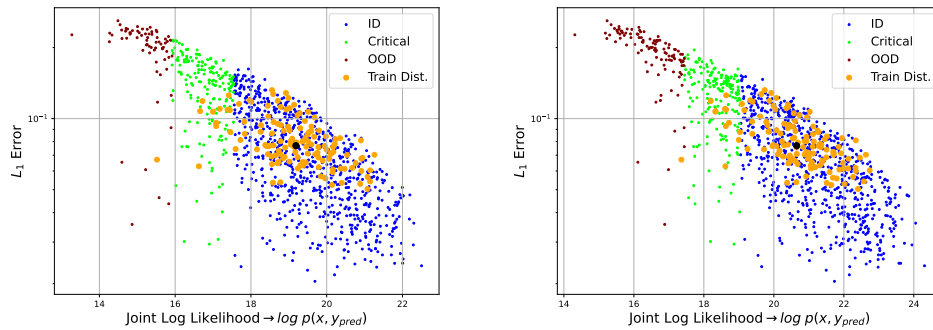 ID
Critical
OOD
Train Dist.
10⁻¹
L₁ Error
14 16 18 20 22
Joint Log Likelihood → log p(x, y_pred)
ID
Critical
OOD
Train Dist.
10⁻¹
L₁ Error
14 16 18 20 22 24
Joint Log Likelihood → log p(x, y_pred)